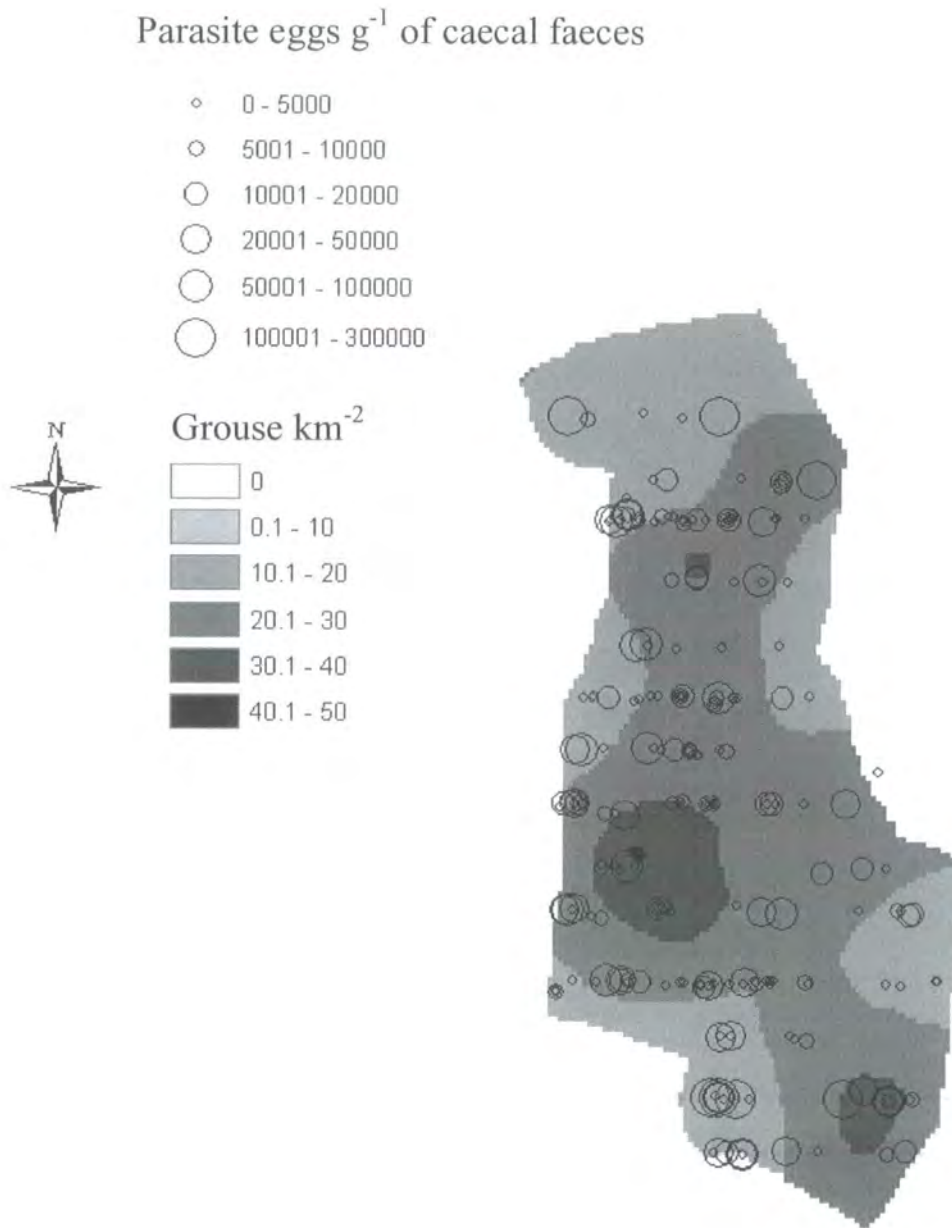 Parasite eggs g-1 of caecal faeces
0 - 5000
5001 - 10000
10001 - 20000
20001 - 50000
50001 - 100000
100001 - 300000
N
Grouse km-2
0
0.1 - 10
10.1 - 20
20.1 - 30
30.1 - 40
40.1 - 50